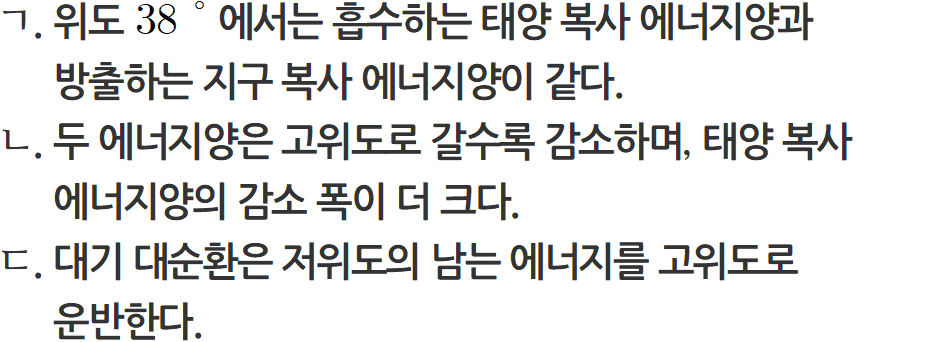 ㄱ. 위도 38°에서는 흡수하는 태양 복사 에너지양과
방출하는 지구 복사 에너지양이 같다.
ㄴ. 두 에너지양은 고위도로 갈수록 감소하며, 태양 복사
에너지양의 감소 폭이 더 크다.
ㄷ. 대기 대순환은 저위도의 남는 에너지를 고위도로
운반한다.